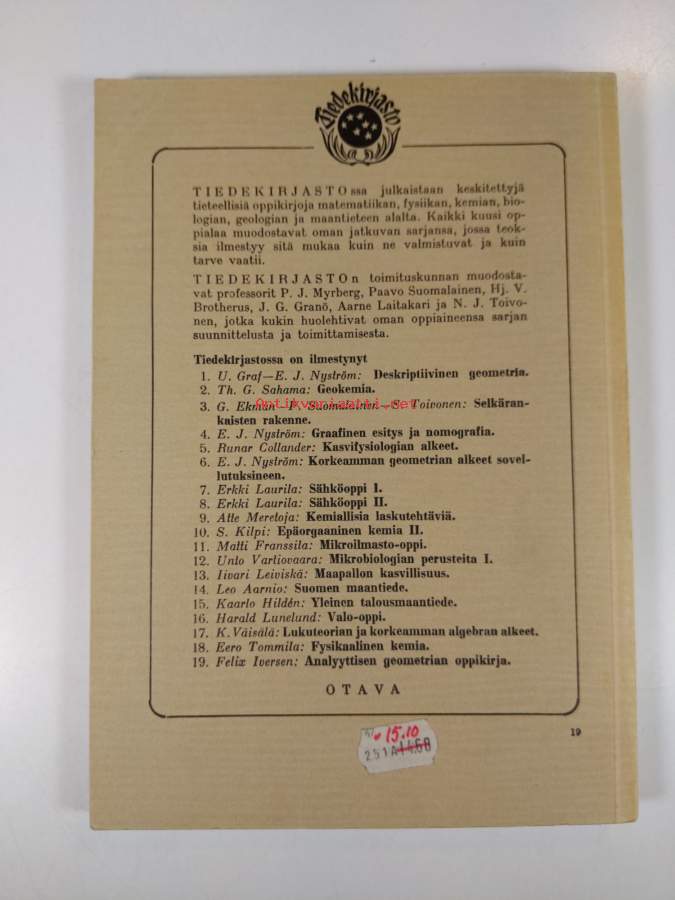 Tiedekirjasto
TIEDEKIRJASTOssa julkaistaan keskitettyjä
tieteellisiä oppikirjoja matematiikan, fysiikan, kemian, bio-
logian, geologian ja maantieteen alalta. Kaikki kuusi op-
pialaa muodostavat oman jatkuvan sarjansa, jossa teok-
sia ilmestyy sitä mukaa kuin ne valmistuvat ja kuin
tarve vaatii.
TIEDEKIRJASTOn toimituskunnan muodosta-
vat professorit P. J. Myrberg, Paavo Suomalainen, Hj. V.
Brotherus, J. G. Granö, Aarne Laitakari ja N. J. Toivo-
nen, jotka kukin huolehtivat oman oppiaineensa sarjan
suunnittelusta ja toimittamisesta.
Tiedekirjastossa on ilmestynyt
1. U. Graf—E. J. Nyström: Deskriptiivinen geometria.
2. Th. G. Sahama: Geokemia.
Antikvariaatti.net
3. G. Ekman—P. Suomalainen—S. Toivonen: Selkäran-
kaisten rakenne.
4. E. J. Nyström: Graafinen esitys ja nomografia.
5. Runar Collander: Kasvifysiologian alkeet.
6. E. J. Nyström: Korkeamman geometrian alkeet sovel-
lutuksineen.
7. Erkki Laurila: Sähköoppi I.
8. Erkki Laurila: Sähköoppi II.
9. Atte Meretoja: Kemiallisia laskutehtäviä.
10. S. Kilpi: Epäorgaaninen kemia II.
11. Matti Franssila: Mikroilmasto-oppi.
12. Unto Vartiovaara: Mikrobiologian perusteita I.
13. Iivari Leiviskä: Maapallon kasvillisuus.
14. Leo Aarnio: Suomen maantiede.
15. Kaarlo Hildén: Yleinen talousmaantiede.
16. Harald Lunelund: Valo-oppi.
17. K. Väisälä: Lukuteorian ja korkeamman algebran alkeet.
18. Eero Tommila: Fysikaalinen kemia.
19. Felix Iversen: Analyyttisen geometrian oppikirja.
OTAVA
15.10
251A1450
19